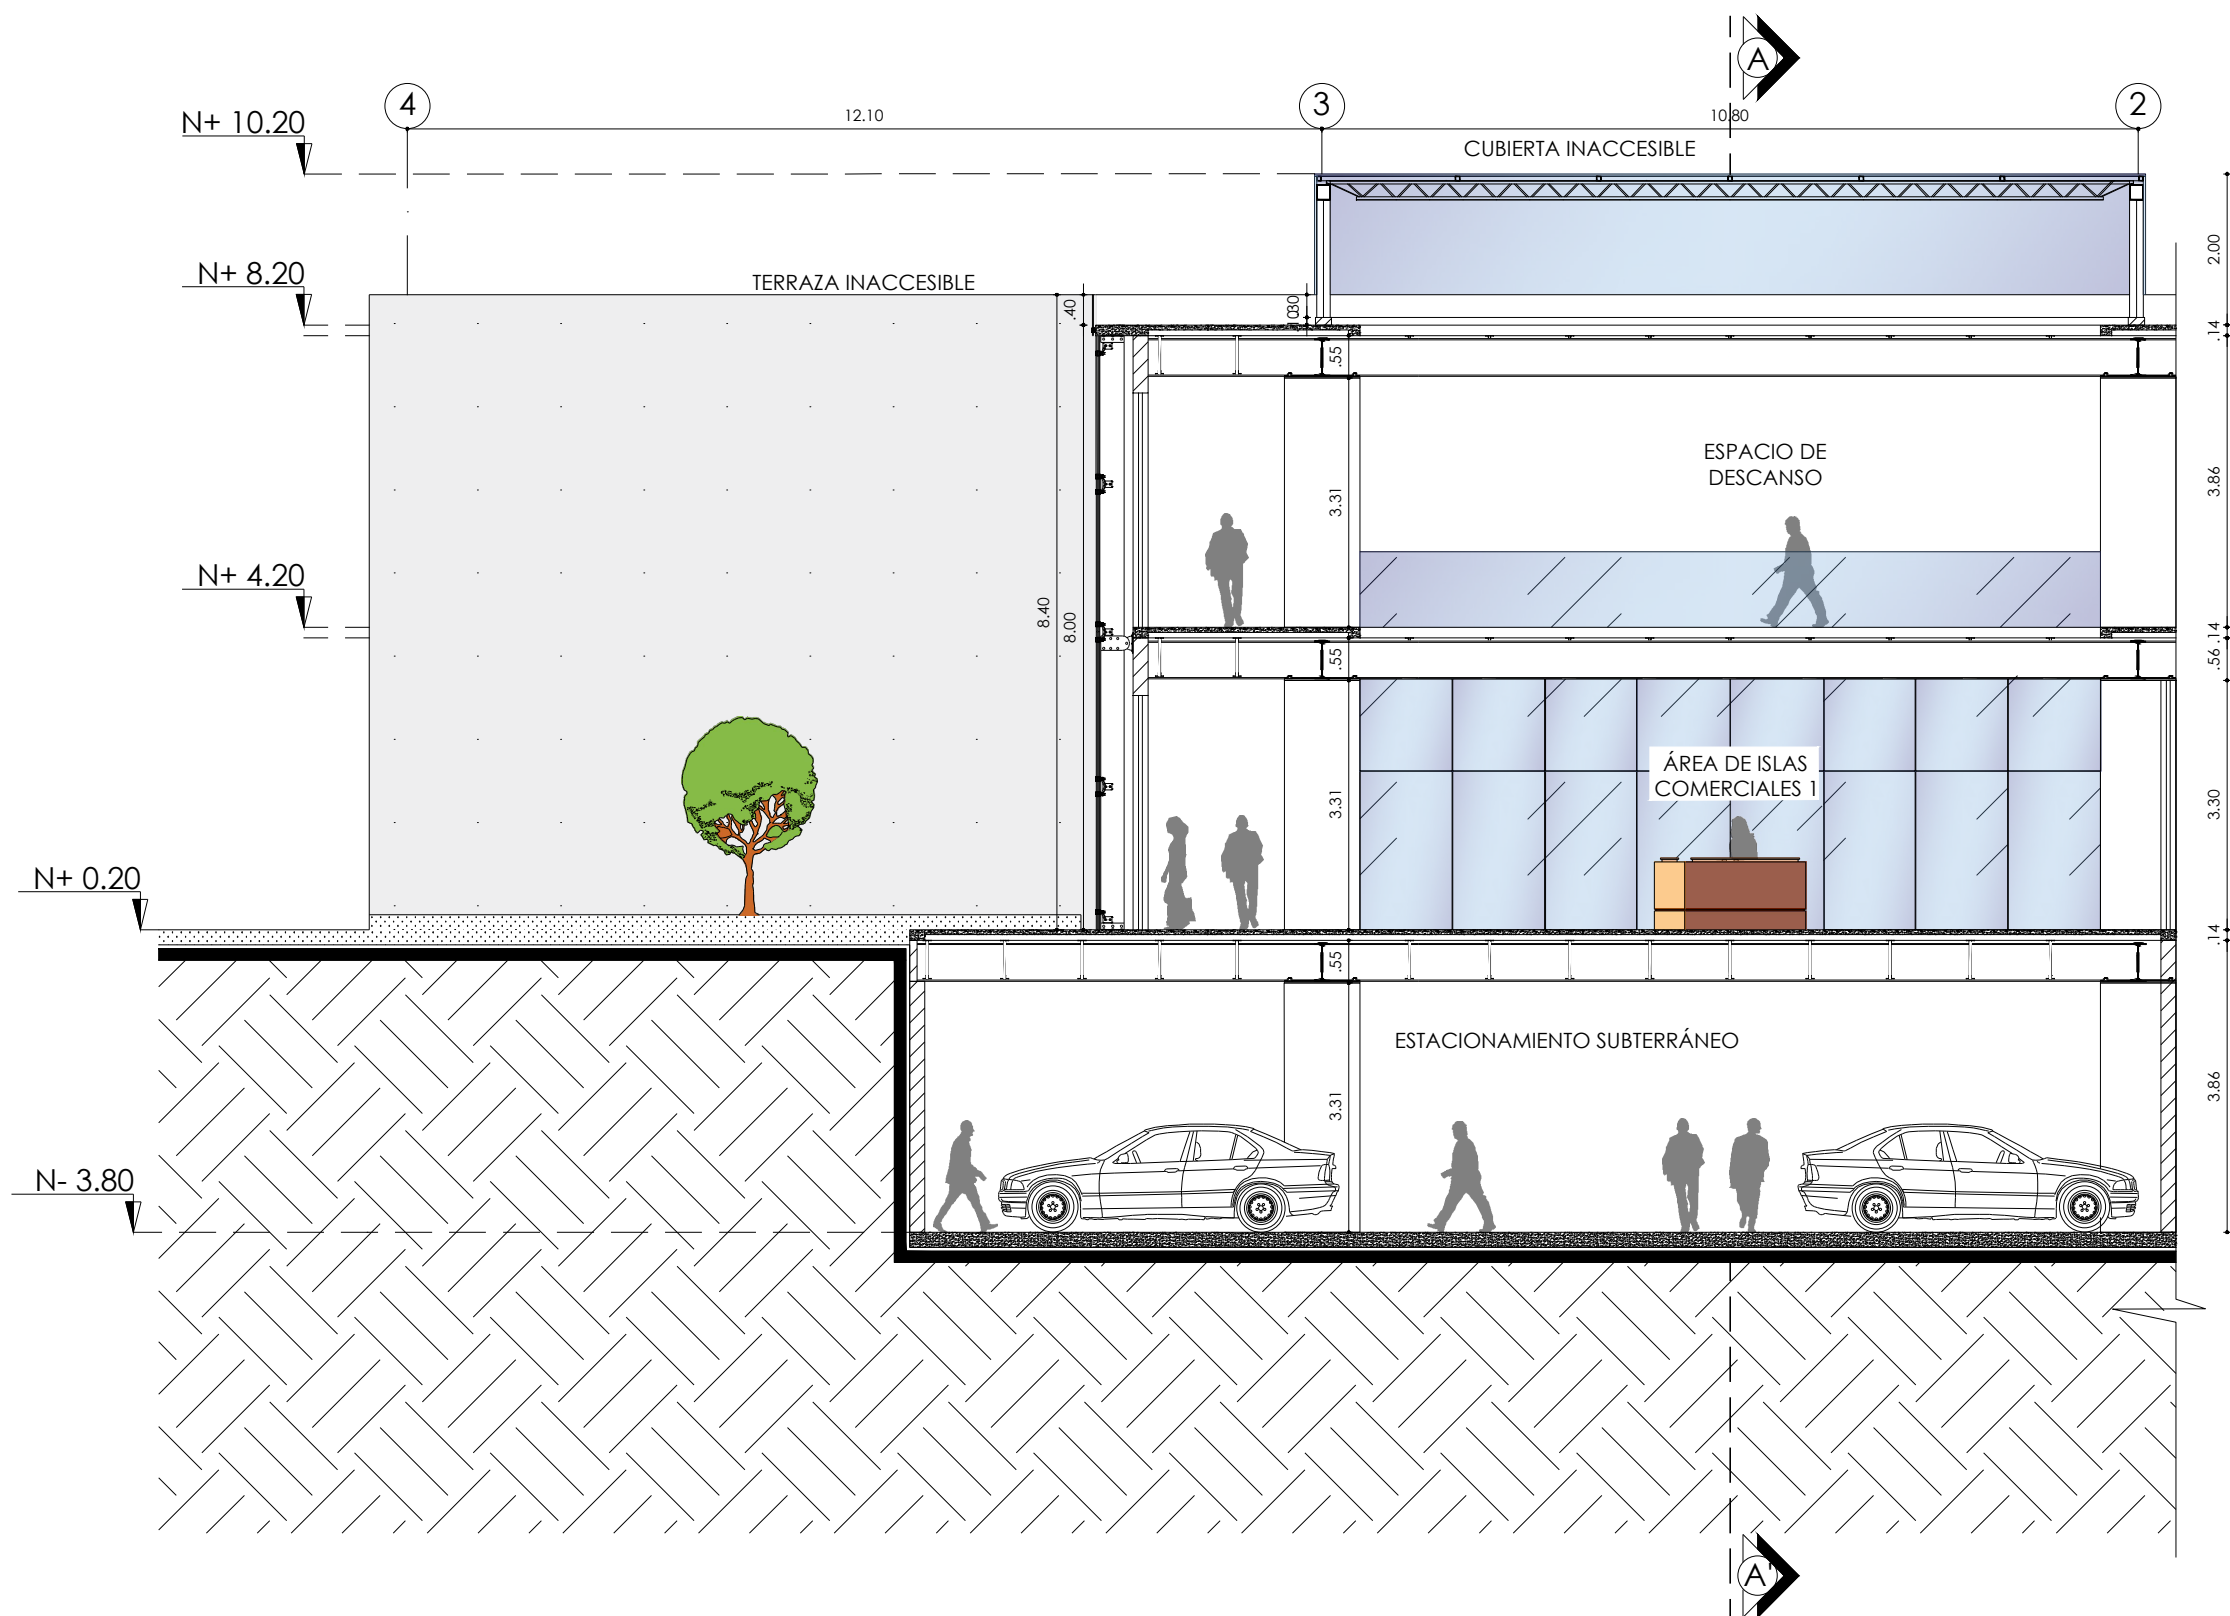 A
4
3
2
12.10
10.80
N+ 10.20
CUBIERTA INACCESIBLE
2.00
N+ 8.20
TERRAZA INACCESIBLE
.40
.14
.55
ESPACIO DE
DESCANSO
3.31
3.86
N+ 4.20
8.40
8.00
.14
.55
.56
ÁREA DE ISLAS
COMERCIALES 1
3.31
3.30
N+ 0.20
.14
.55
ESTACIONAMIENTO SUBTERRÁNEO
3.31
3.86
N- 3.80
A'